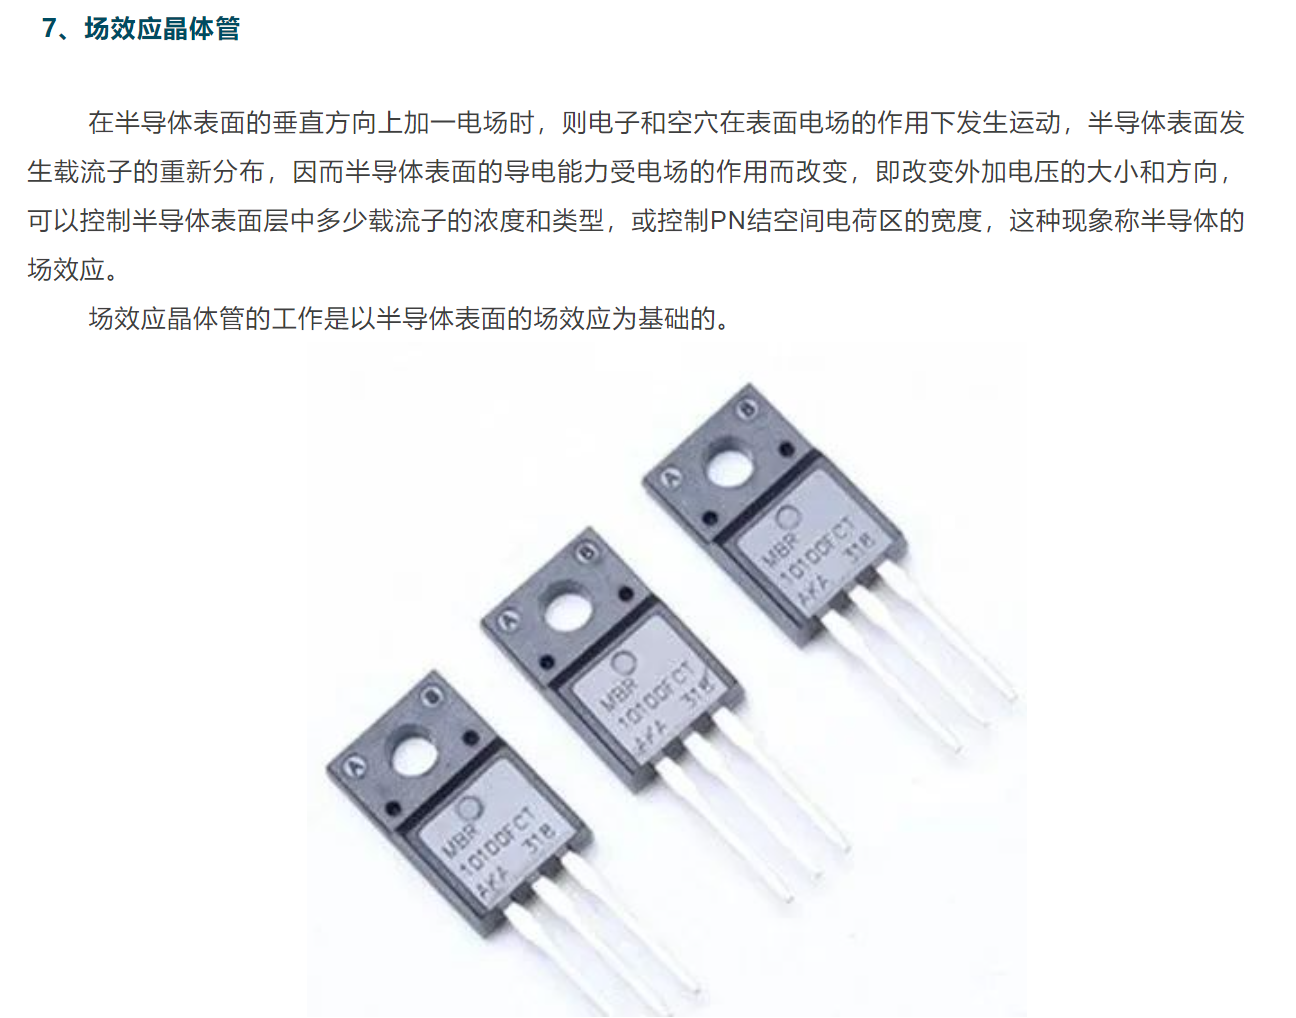 7、场效应晶体管
在半导体表面的垂直方向上加一电场时，则电子和空穴在表面电场的作用下发生运动，半导体表面发
生载流子的重新分布，因而半导体表面的导电能力受电场的作用而改变，即改变外加电压的大小和方向，
可以控制半导体表面层中多少载流子的浓度和类型，或控制PN结空间电荷区的宽度，这种现象称半导体的
场效应。
场效应晶体管的工作是以半导体表面的场效应为基础的。
B
A
MBR
10100FCT
AKA 318
B
A
MBR
10100FCT
AKA 318
B
A
MBR
10100FCT
AKA 318